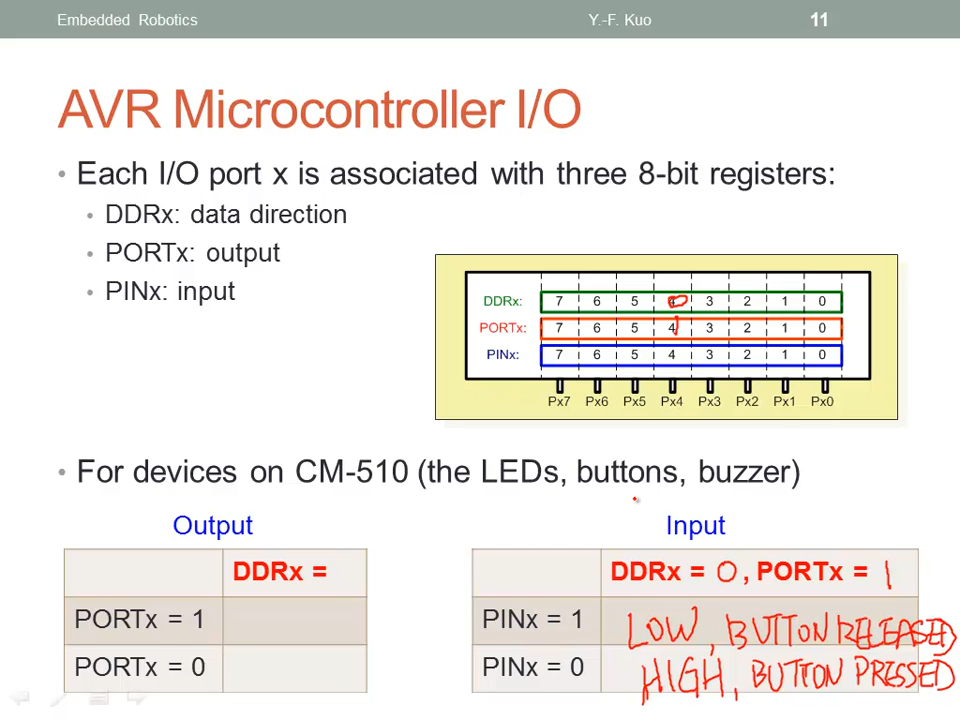 Embedded Robotics Y.-F. Kuo 11
AVR Microcontroller I/O
• Each I/O port x is associated with three 8-bit registers:
• DDRx: data direction
• PORTx: output
• PINx: input
DDRx: 7 6 5 0 3 2 1 0
PORTx: 7 6 5 4 3 2 1 0
PINx: 7 6 5 4 3 2 1 0
Px7 Px6 Px5 Px4 Px3 Px2 Px1 Px0
• For devices on CM-510 (the LEDs, buttons, buzzer)
Output
DDRx =
PORTx = 1
PORTx = 0
Input
DDRx = 0, PORTx = 1
PINx = 1 LOW, BUTTON RELEASED
PINx = 0 HIGH, BUTTON PRESSED